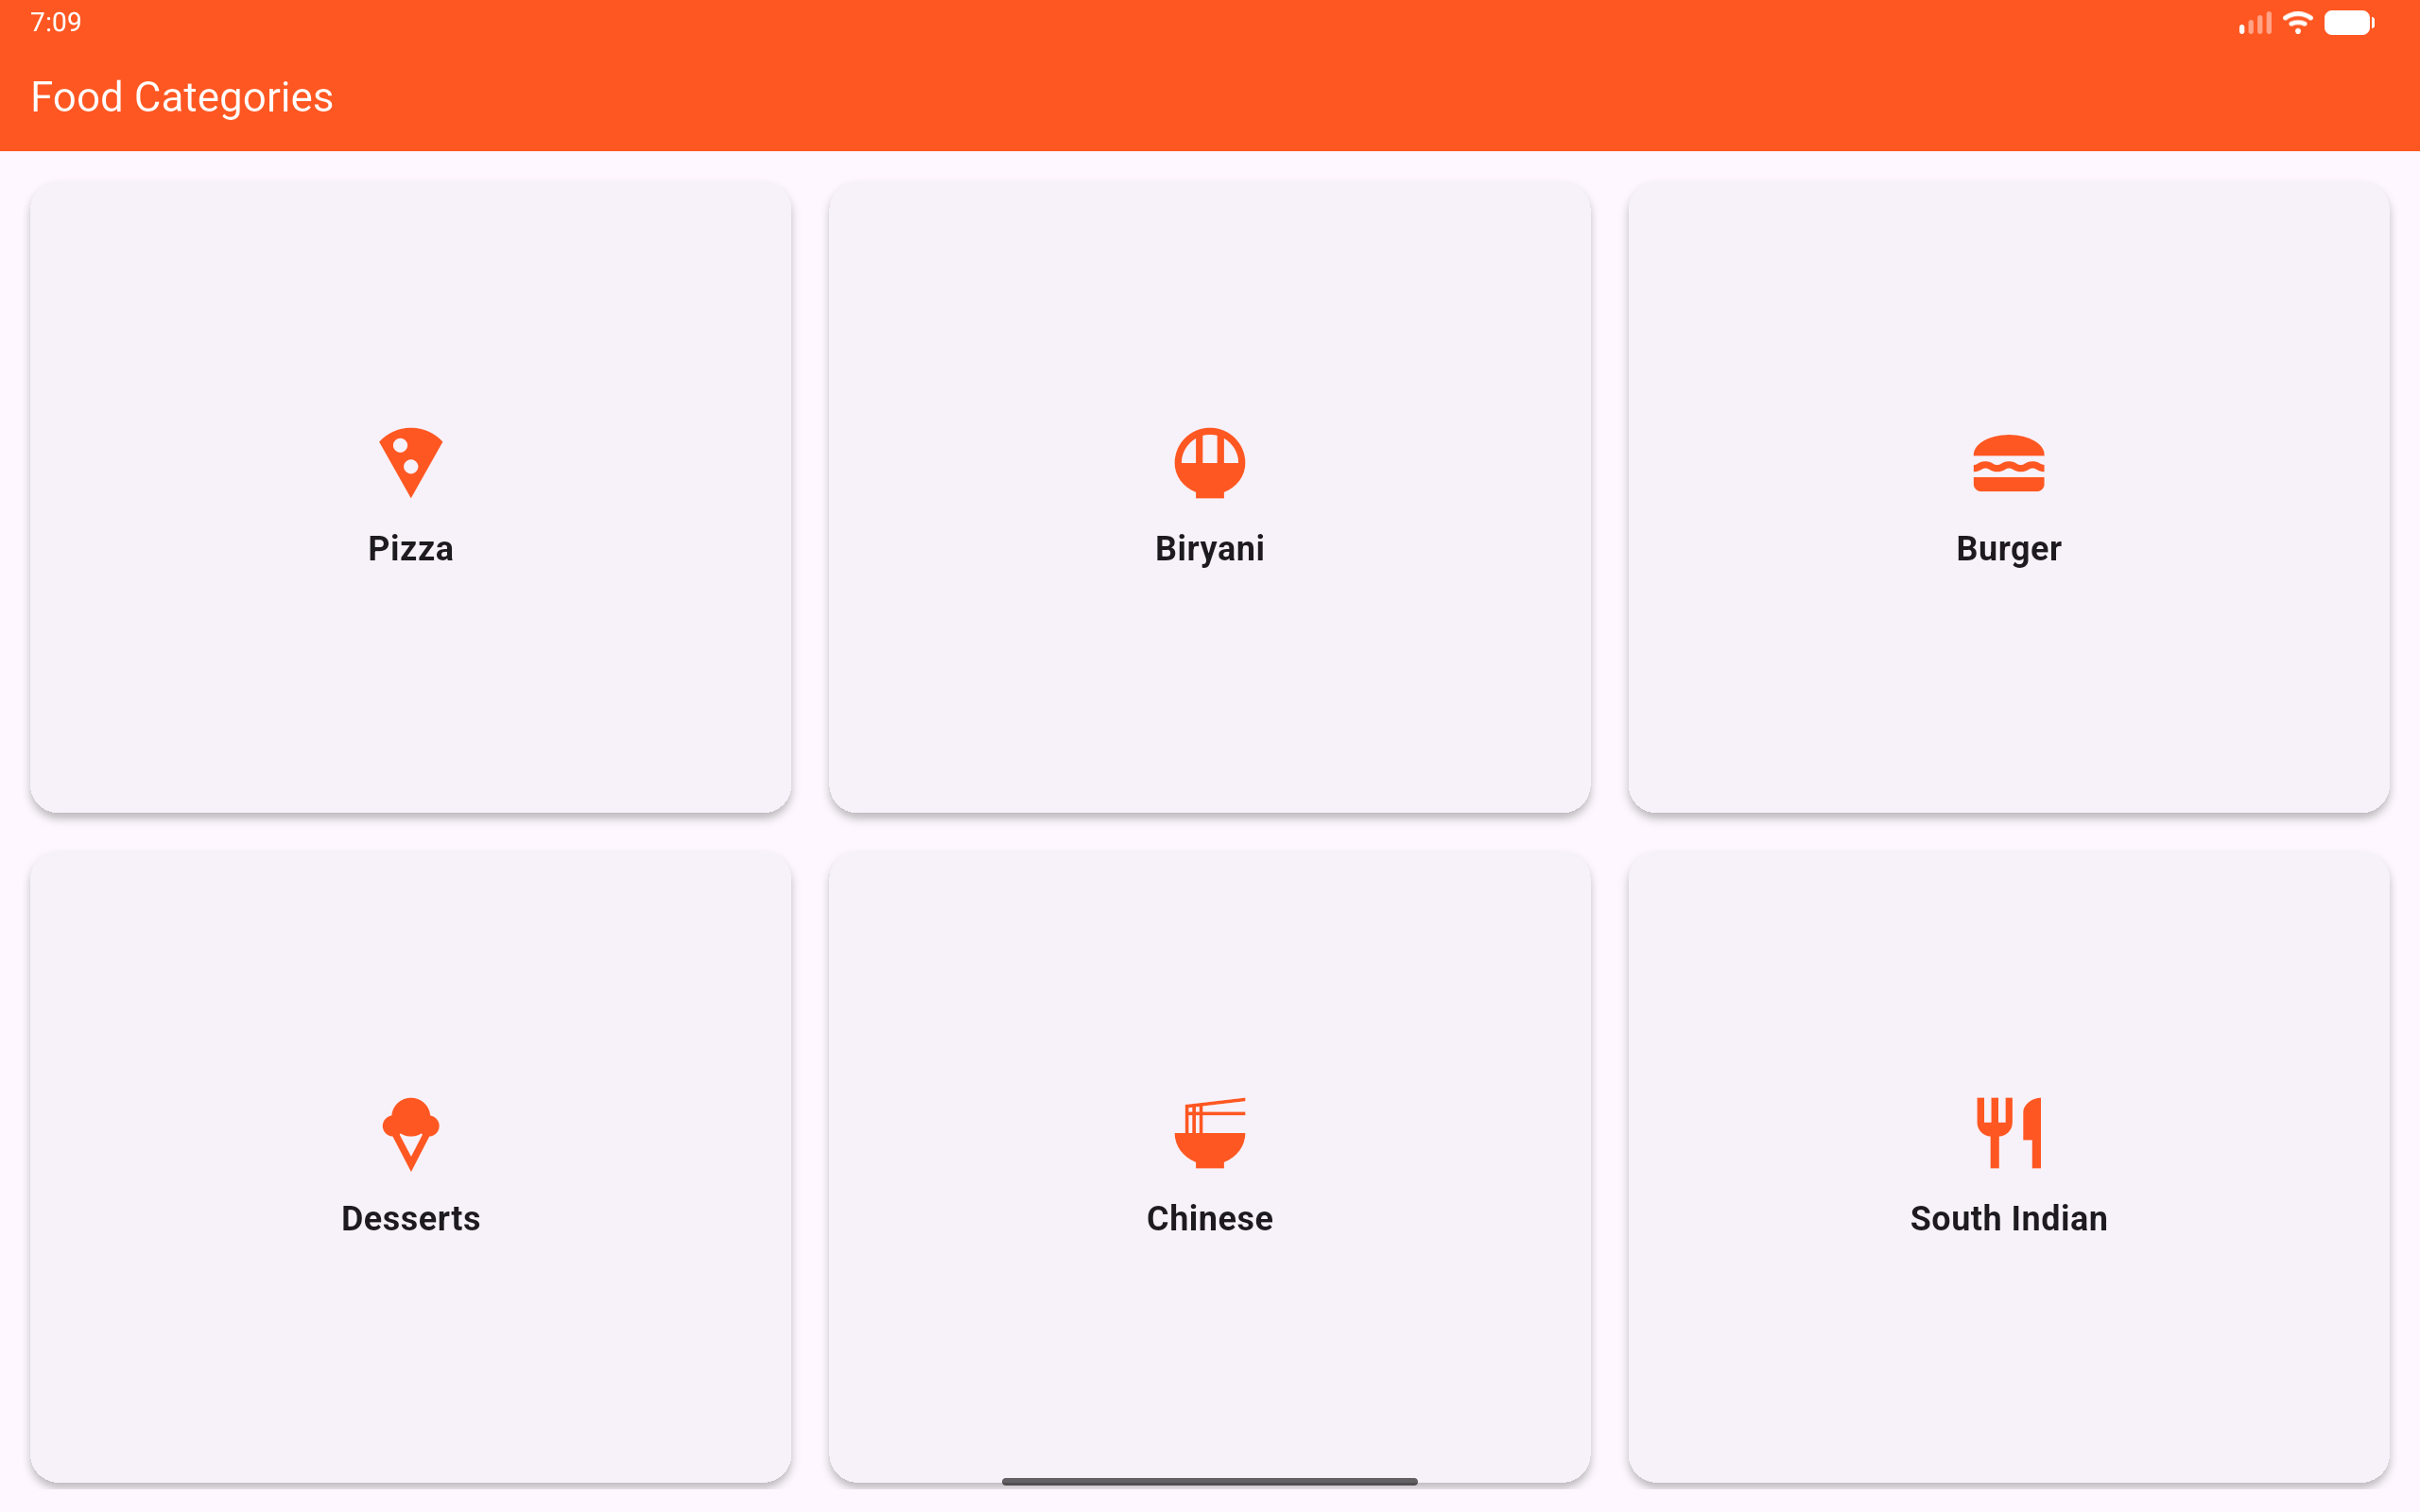 7:09
Food Categories
Pizza
Biryani
Burger
Desserts
Chinese
South Indian